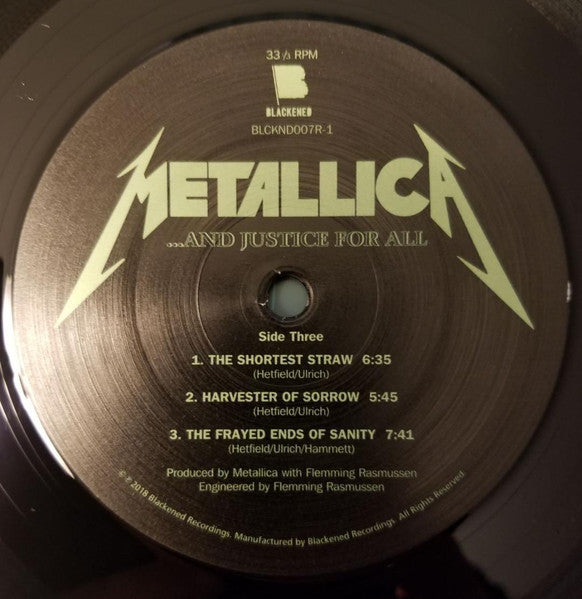 33 ⅓ RPM
B
BLACKENED
BLCKND007R-1
METALLICA
...AND JUSTICE FOR ALL
Side Three
1. THE SHORTEST STRAW 6:35
(Hetfield/Ulrich)
2. HARVESTER OF SORROW 5:45
(Hetfield/Ulrich)
3. THE FRAYED ENDS OF SANITY 7:41
(Hetfield/Ulrich/Hammett)
Produced by Metallica with Flemming Rasmussen
Engineered by Flemming Rasmussen
© ℗ 2018 Blackened Recordings. Manufactured by Blackened Recordings. All Rights Reserved.